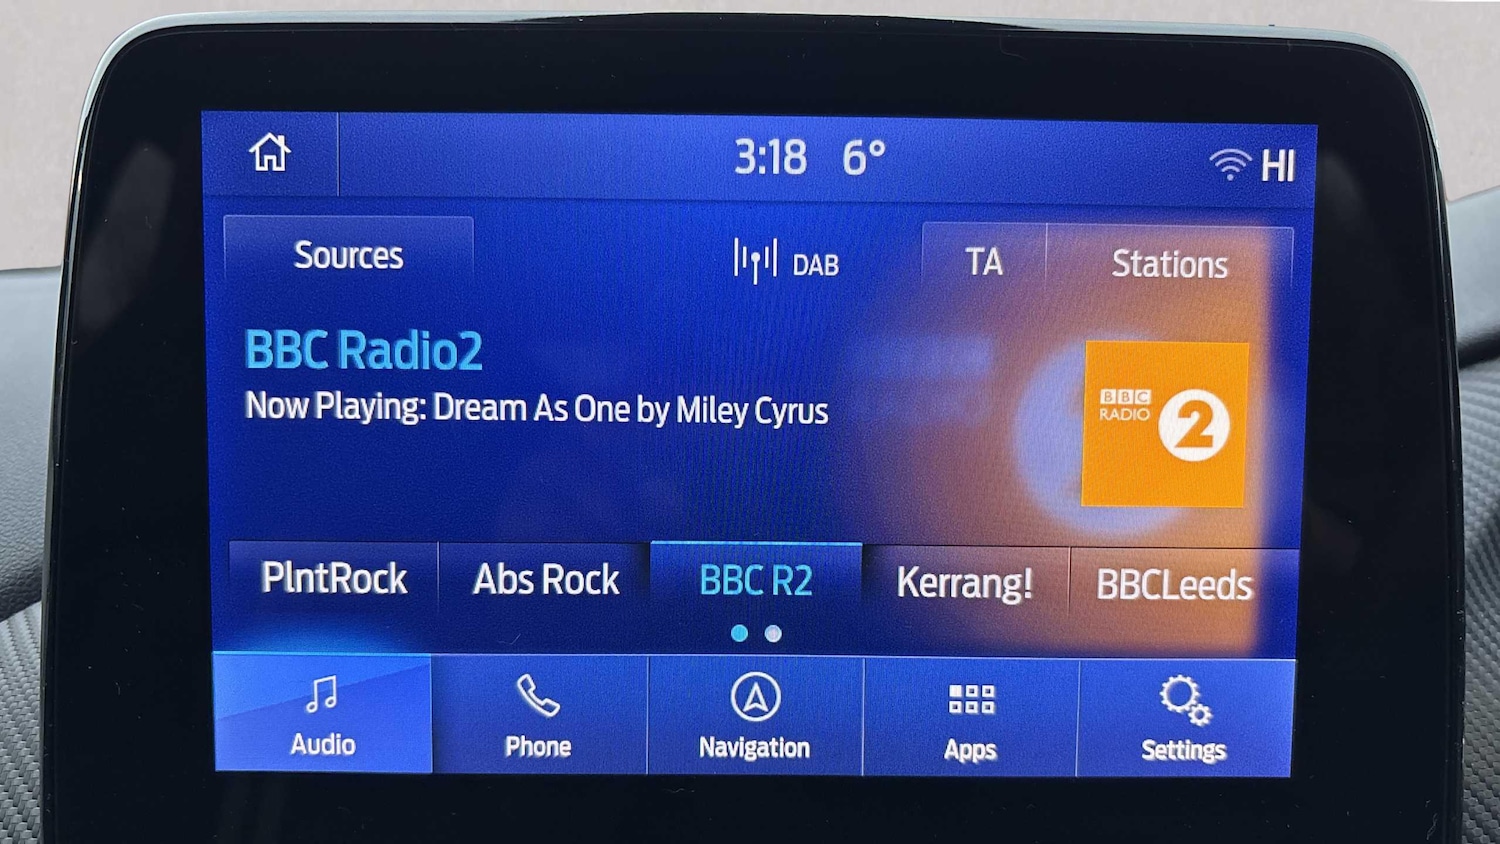 3:18 6° HI
Sources DAB TA Stations
BBC Radio2
Now Playing: Dream As One by Miley Cyrus
BBC
RADIO 2
PlntRock Abs Rock BBC R2 Kerrang! BBCLeeds
Audio Phone Navigation Apps Settings